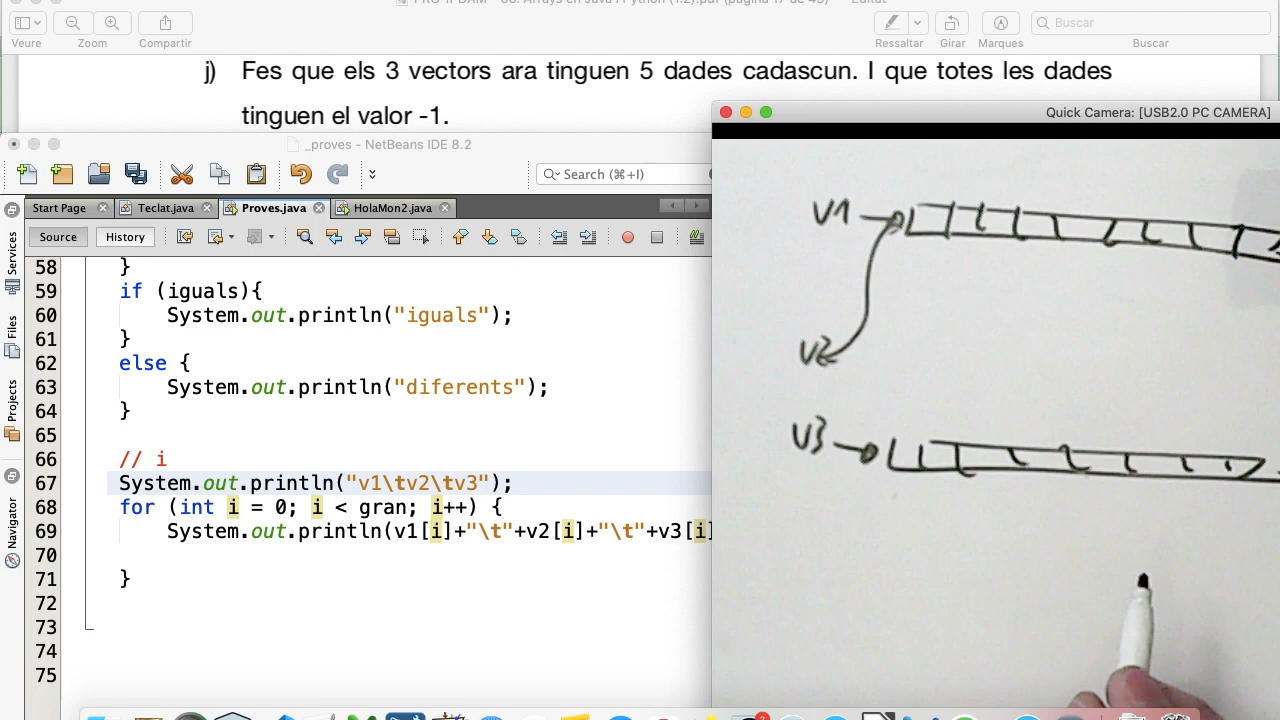 Veure
Zoom
Compartir
Ressaltar
Girar
Marques
Buscar
Buscar
j) Fes que els 3 vectors ara tinguen 5 dades cadascun. I que totes les dades
tinguen el valor -1.
Quick Camera: [USB2.0 PC CAMERA]
_proves - NetBeans IDE 8.2
Search (⌘+I)
Start Page
Teclat.java
Proves.java
HolaMon2.java
Source
History
Services
Files
Projects
Navigator
58 }
59 if (iguals){
60 System.out.println("iguals");
61 }
62 else {
63 System.out.println("diferents");
64 }
65
66 // i
67 System.out.println("v1\tv2\tv3");
68 for (int i = 0; i < gran; i++) {
69 System.out.println(v1[i]+"\t"+v2[i]+"\t"+v3[i]
70
71 }
72
73
74
75
V1
V2
V3